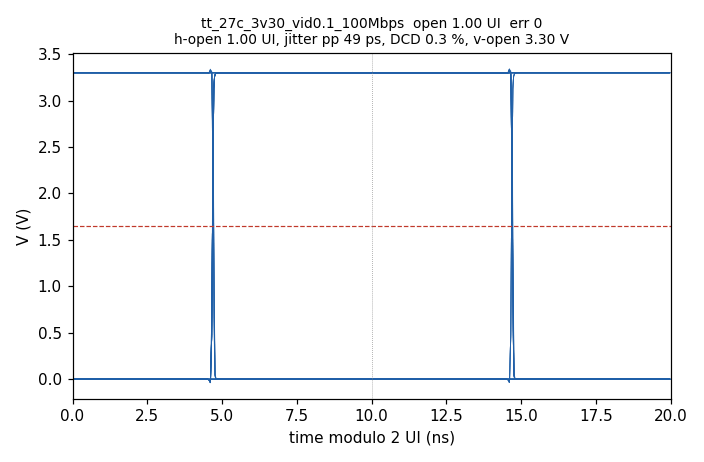 tt_27c_3v30_vid0.1_100Mbps  open 1.00 UI  err 0
h-open 1.00 UI, jitter pp 49 ps, DCD 0.3 %, v-open 3.30 V
V (V)
3.5
3.0
2.5
2.0
1.5
1.0
0.5
0.0
0.0 2.5 5.0 7.5 10.0 12.5 15.0 17.5 20.0
time modulo 2 UI (ns)